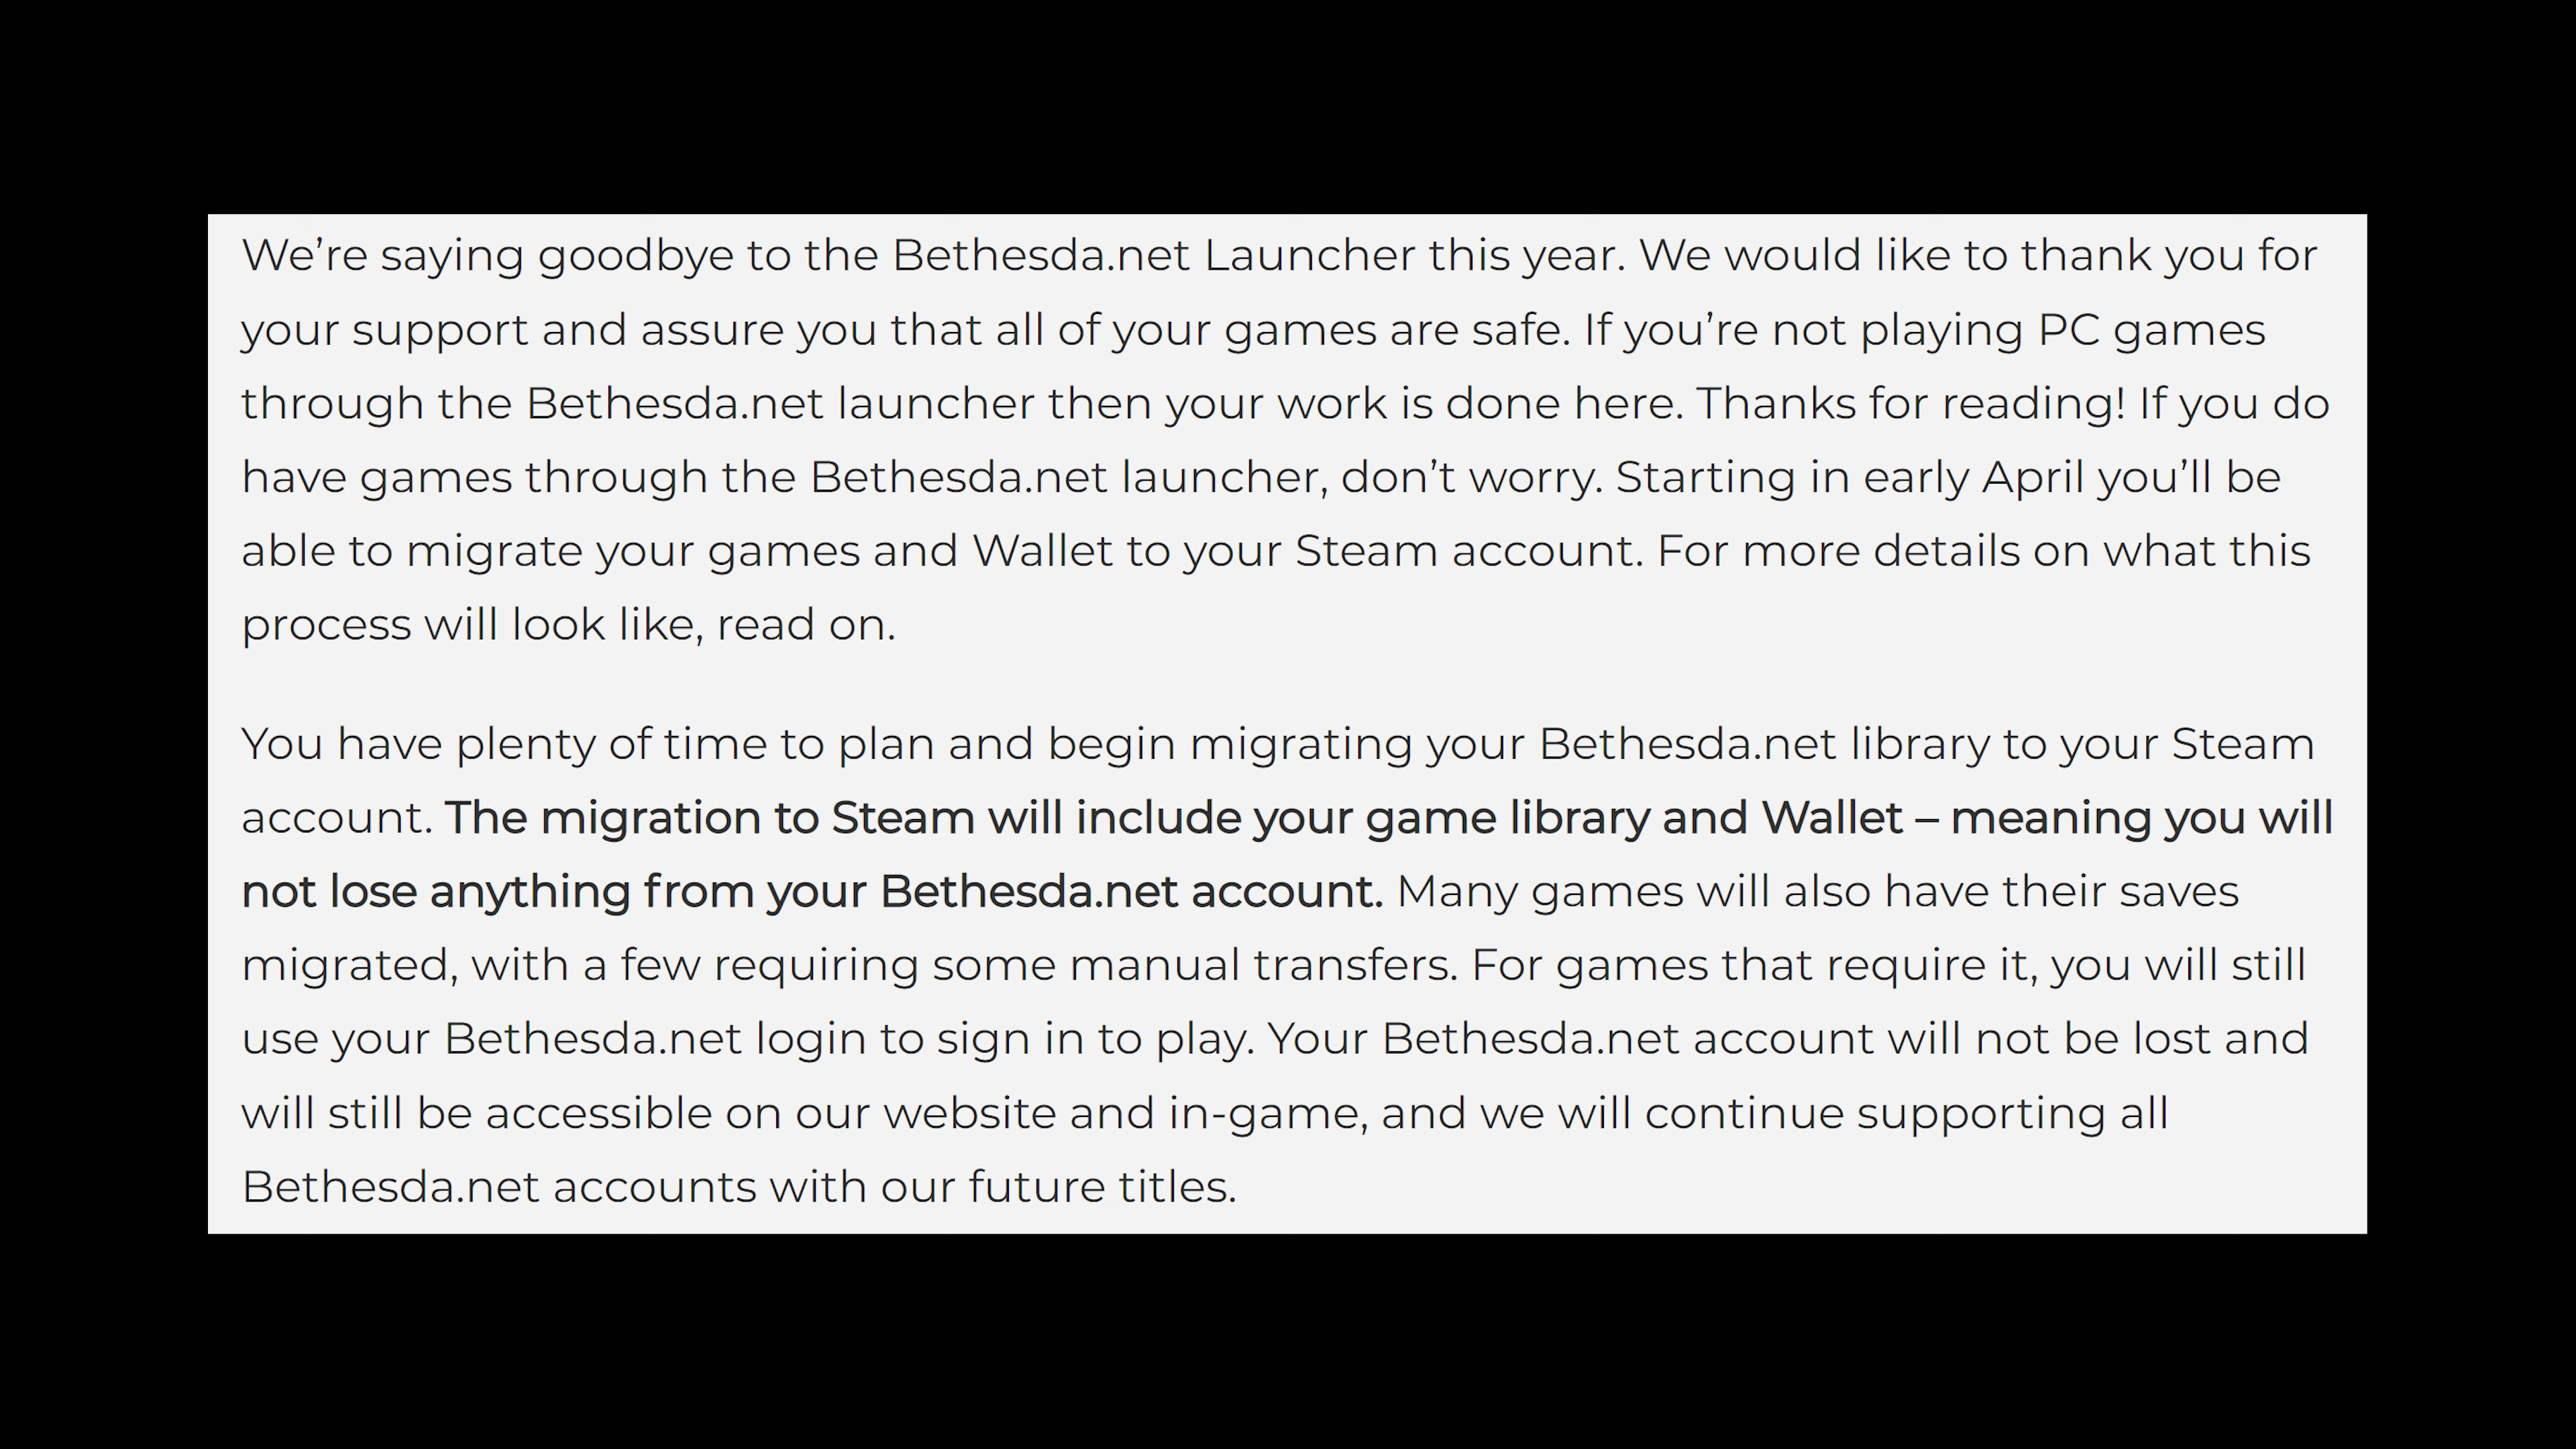 We’re saying goodbye to the Bethesda.net Launcher this year. We would like to thank you for
your support and assure you that all of your games are safe. If you’re not playing PC games
through the Bethesda.net launcher then your work is done here. Thanks for reading! If you do
have games through the Bethesda.net launcher, don’t worry. Starting in early April you’ll be
able to migrate your games and Wallet to your Steam account. For more details on what this
process will look like, read on.
You have plenty of time to plan and begin migrating your Bethesda.net library to your Steam
account. The migration to Steam will include your game library and Wallet – meaning you will
not lose anything from your Bethesda.net account. Many games will also have their saves
migrated, with a few requiring some manual transfers. For games that require it, you will still
use your Bethesda.net login to sign in to play. Your Bethesda.net account will not be lost and
will still be accessible on our website and in-game, and we will continue supporting all
Bethesda.net accounts with our future titles.